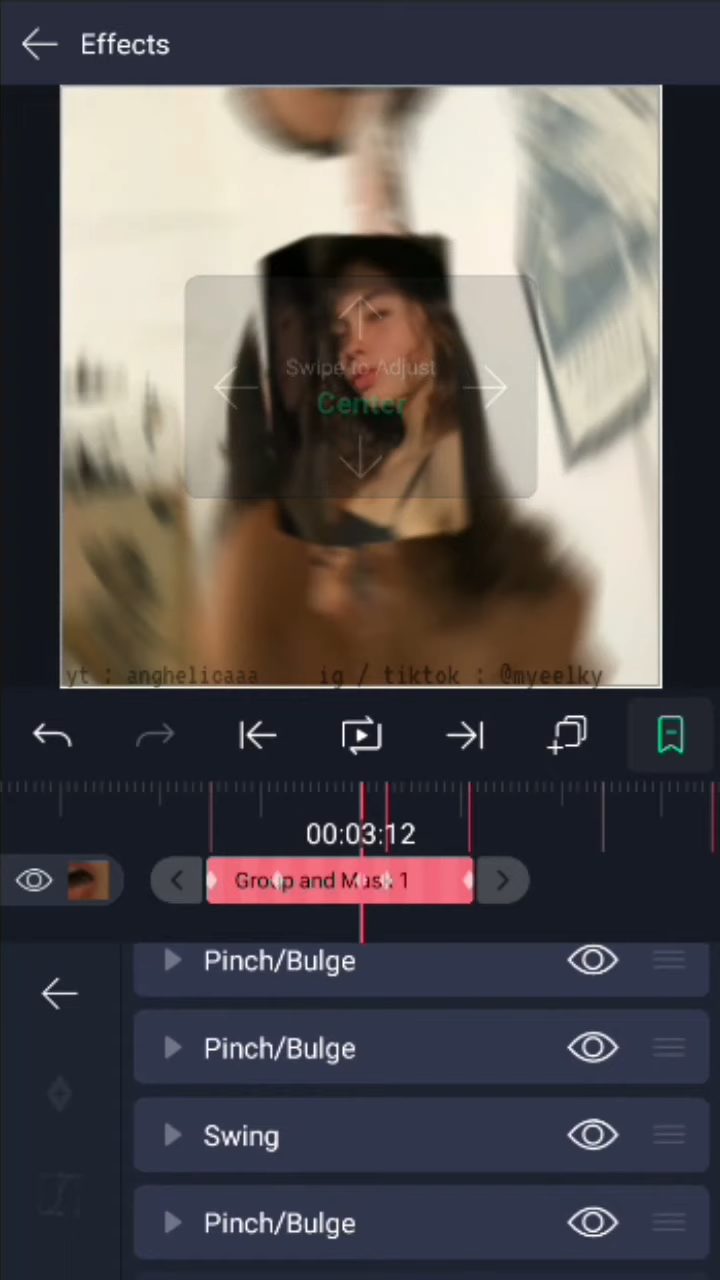 Effects
Swipe to Adjust
Center
yt : anghelicaaa ig / tiktok : @myeelky
00:03:12
Group and Mask 1
Pinch/Bulge
Pinch/Bulge
Swing
Pinch/Bulge